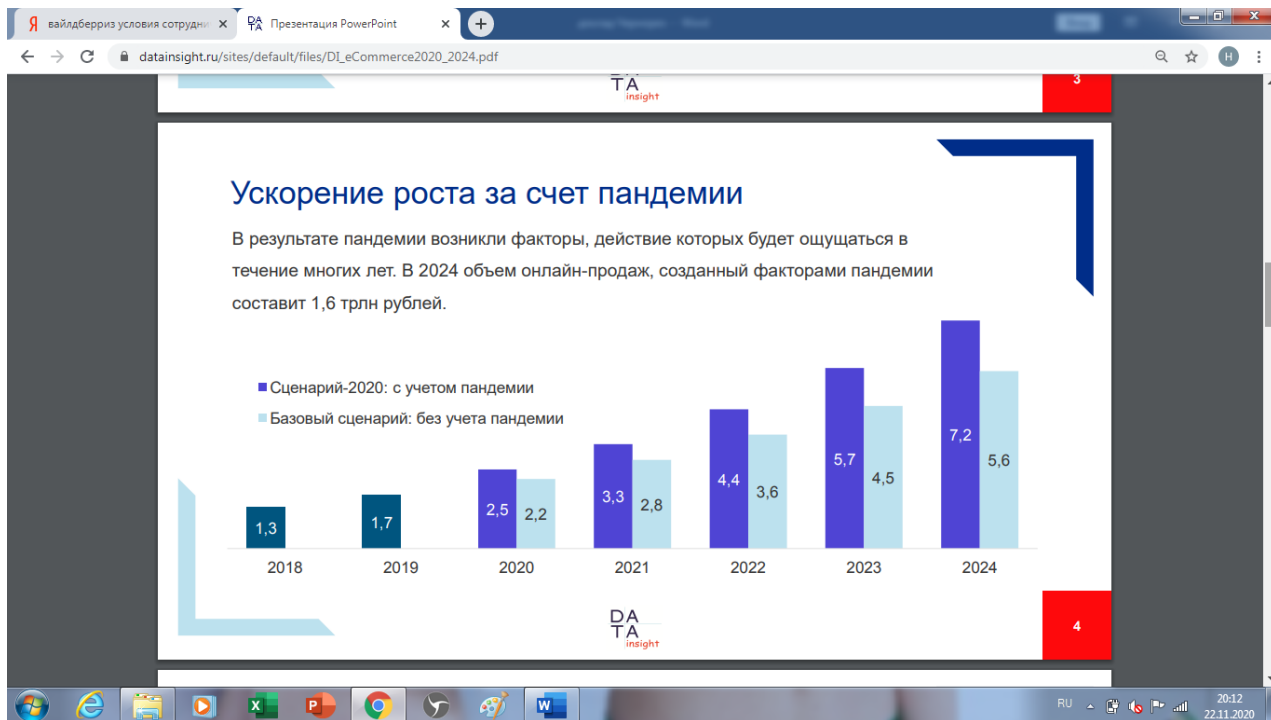 Я вайлдберриз условия сотрудни
DA TA Презентация PowerPoint
datainsight.ru/sites/default/files/DI_eCommerce2020_2024.pdf
Н
TA
insight
3
Ускорение роста за счет пандемии
В результате пандемии возникли факторы, действие которых будет ощущаться в
течение многих лет. В 2024 объем онлайн-продаж, созданный факторами пандемии
составит 1,6 трлн рублей.
Сценарий-2020: с учетом пандемии
Базовый сценарий: без учета пандемии
1,3
1,7
2,5 2,2
3,3 2,8
4,4 3,6
5,7 4,5
7,2 5,6
2018 2019 2020 2021 2022 2023 2024
DA
TA
insight
4
RU
20:12
22.11.2020